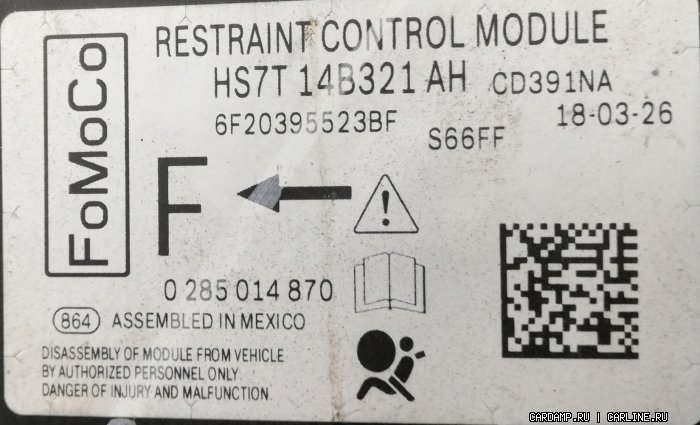 FoMoCo
RESTRAINT CONTROL MODULE
HS7T 14B321 AH CD391NA
6F20395523BF S66FF 18-03-26
F
0 285 014 870
864 ASSEMBLED IN MEXICO
DISASSEMBLY OF MODULE FROM VEHICLE
BY AUTHORIZED PERSONNEL ONLY.
DANGER OF INJURY AND MALFUNCTION
CARDAMP.RU | CARLINE.RU